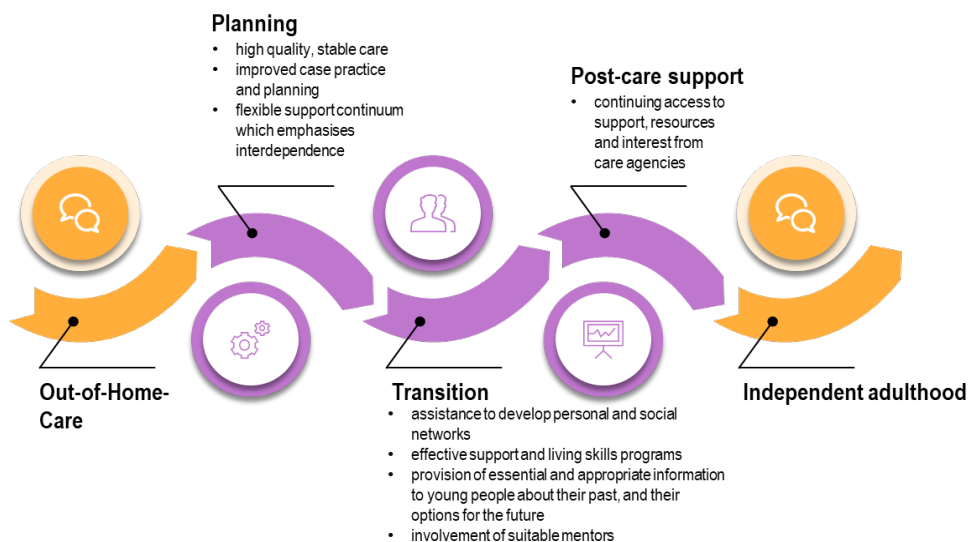 Planning
• high quality, stable care
• improved case practice
and planning
• flexible support continuum
which emphasises
interdependence
Post-care support
• continuing access to
support, resources
and interest from
care agencies
Out-of-Home-
Care
Transition
• assistance to develop personal and social
networks
• effective support and living skills programs
• provision of essential and appropriate information
to young people about their past, and their
options for the future
• involvement of suitable mentors
Independent adulthood